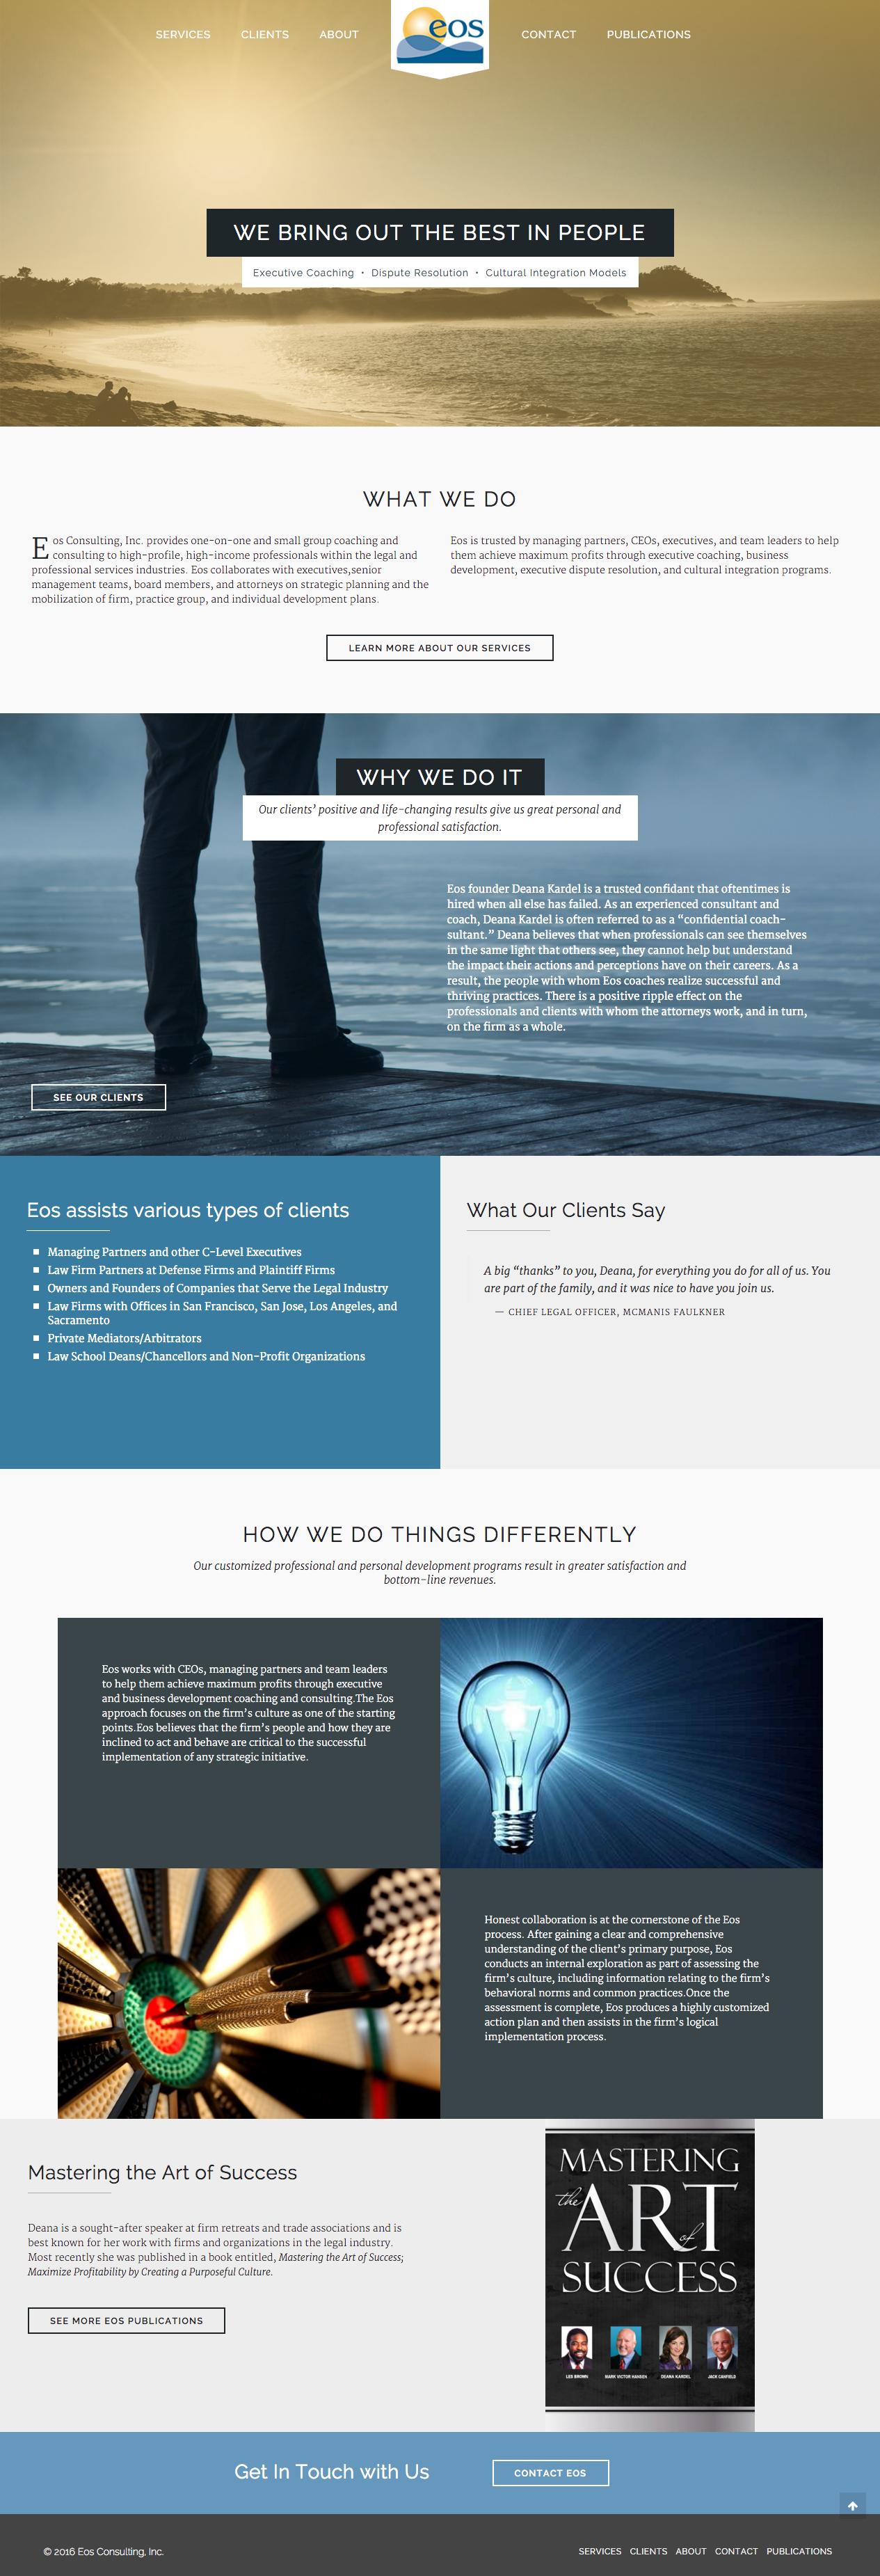 SERVICES CLIENTS ABOUT eos CONTACT PUBLICATIONS
WE BRING OUT THE BEST IN PEOPLE
Executive Coaching • Dispute Resolution • Cultural Integration Models
WHAT WE DO
Eos Consulting, Inc. provides one-on-one and small group coaching and
consulting to high-profile, high-income professionals within the legal and
professional services industries. Eos collaborates with executives,senior
management teams, board members, and attorneys on strategic planning and the
mobilization of firm, practice group, and individual development plans.
Eos is trusted by managing partners, CEOs, executives, and team leaders to help
them achieve maximum profits through executive coaching, business
development, executive dispute resolution, and cultural integration programs.
LEARN MORE ABOUT OUR SERVICES
WHY WE DO IT
Our clients’ positive and life-changing results give us great personal and
professional satisfaction.
Eos founder Deana Kardel is a trusted confidant that oftentimes is
hired when all else has failed. As an experienced consultant and
coach, Deana Kardel is often referred to as a “confidential coach-
sultant.” Deana believes that when professionals can see themselves
in the same light that others see, they cannot help but understand
the impact their actions and perceptions have on their careers. As a
result, the people with whom Eos coaches realize successful and
thriving practices. There is a positive ripple effect on the
professionals and clients with whom the attorneys work, and in turn,
on the firm as a whole.
SEE OUR CLIENTS
Eos assists various types of clients
Managing Partners and other C-Level Executives
Law Firm Partners at Defense Firms and Plaintiff Firms
Owners and Founders of Companies that Serve the Legal Industry
Law Firms with Offices in San Francisco, San Jose, Los Angeles, and
Sacramento
Private Mediators/Arbitrators
Law School Deans/Chancellors and Non-Profit Organizations
What Our Clients Say
A big “thanks” to you, Deana, for everything you do for all of us. You
are part of the family, and it was nice to have you join us.
— CHIEF LEGAL OFFICER, MCMANIS FAULKNER
HOW WE DO THINGS DIFFERENTLY
Our customized professional and personal development programs result in greater satisfaction and
bottom-line revenues.
Eos works with CEOs, managing partners and team leaders
to help them achieve maximum profits through executive
and business development coaching and consulting.The Eos
approach focuses on the firm’s culture as one of the starting
points.Eos believes that the firm’s people and how they are
inclined to act and behave are critical to the successful
implementation of any strategic initiative.
Honest collaboration is at the cornerstone of the Eos
process. After gaining a clear and comprehensive
understanding of the client’s primary purpose, Eos
conducts an internal exploration as part of assessing the
firm’s culture, including information relating to the firm’s
behavioral norms and common practices.Once the
assessment is complete, Eos produces a highly customized
action plan and then assists in the firm’s logical
implementation process.
Mastering the Art of Success
Deana is a sought-after speaker at firm retreats and trade associations and is
best known for her work with firms and organizations in the legal industry.
Most recently she was published in a book entitled, Mastering the Art of Success;
Maximize Profitability by Creating a Purposeful Culture.
SEE MORE EOS PUBLICATIONS
MASTERING
the
ART
of
SUCCESS
LES BROWN MARK VICTOR HANSEN DEANA KARDEL JACK CANFIELD
Get In Touch with Us
CONTACT EOS
© 2016 Eos Consulting, Inc.
SERVICES CLIENTS ABOUT CONTACT PUBLICATIONS